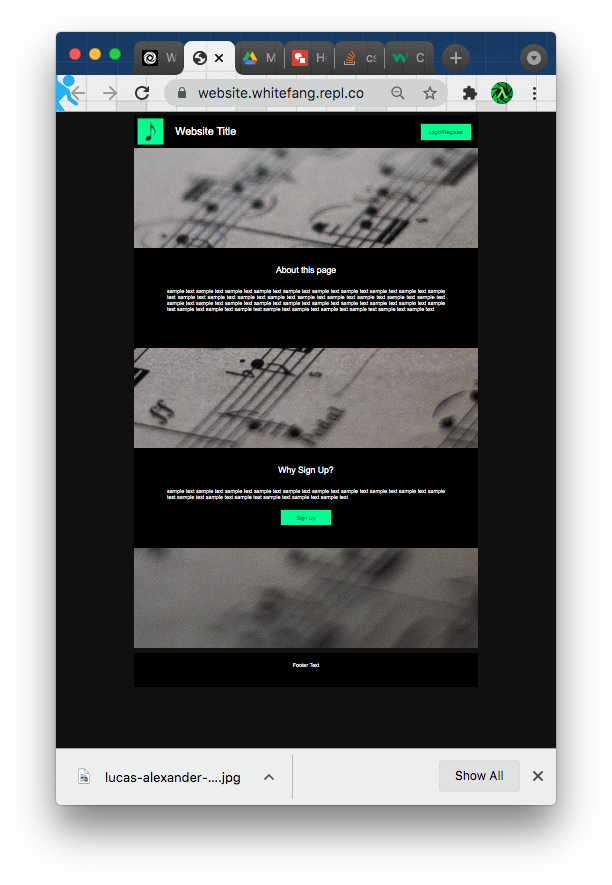 W
M
H
cs
C
website.whitefang.repl.co
Website Title
Login/Register
About this page
sample text sample text sample text sample text sample text sample text sample text sample text sample text sample
text sample text sample text sample text sample text sample text sample text sample text sample text sample text
sample text sample text sample text sample text sample text sample text sample text sample text sample text sample
text sample text sample text sample text sample text sample text sample text sample text sample text sample text
ff
Why Sign Up?
sample text sample text sample text sample text sample text sample text sample text sample text sample text sample
text sample text sample text sample text sample text sample text sample text
Sign Up
Footer Text
lucas-alexander-....jpg
Show All